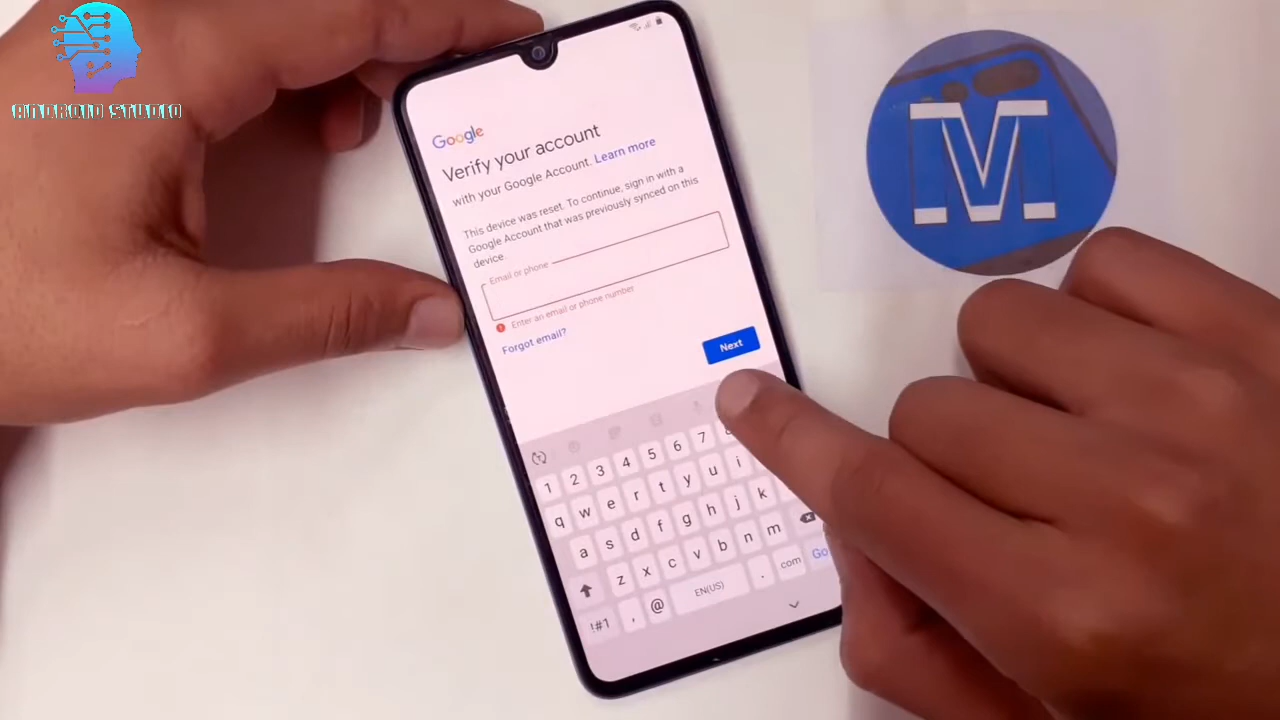 ANDROID STUDIO
M
Google
Verify your account
with your Google Account. Learn more
This device was reset. To continue, sign in with a
Google Account that was previously synced on this
device.
Email or phone
Enter an email or phone number
Forgot email?
Next
1 2 3 4 5 6 7 8
q w e r t y u i
a s d f g h j k
z x c v b n m
!#1 , @ EN(US) . .com Go